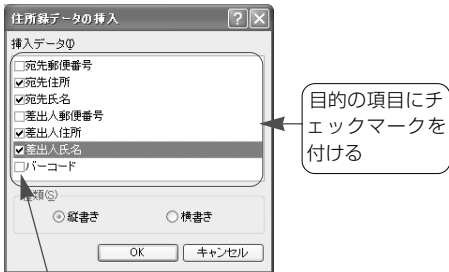 住所録データの挿入
挿入データ(I)
宛先郵便番号
宛先住所
宛先氏名
差出人郵便番号
差出人住所
差出人氏名
バーコード
目的の項目にチ
ェックマークを
付ける
種類(S)
縦書き
横書き
OK
キャンセル